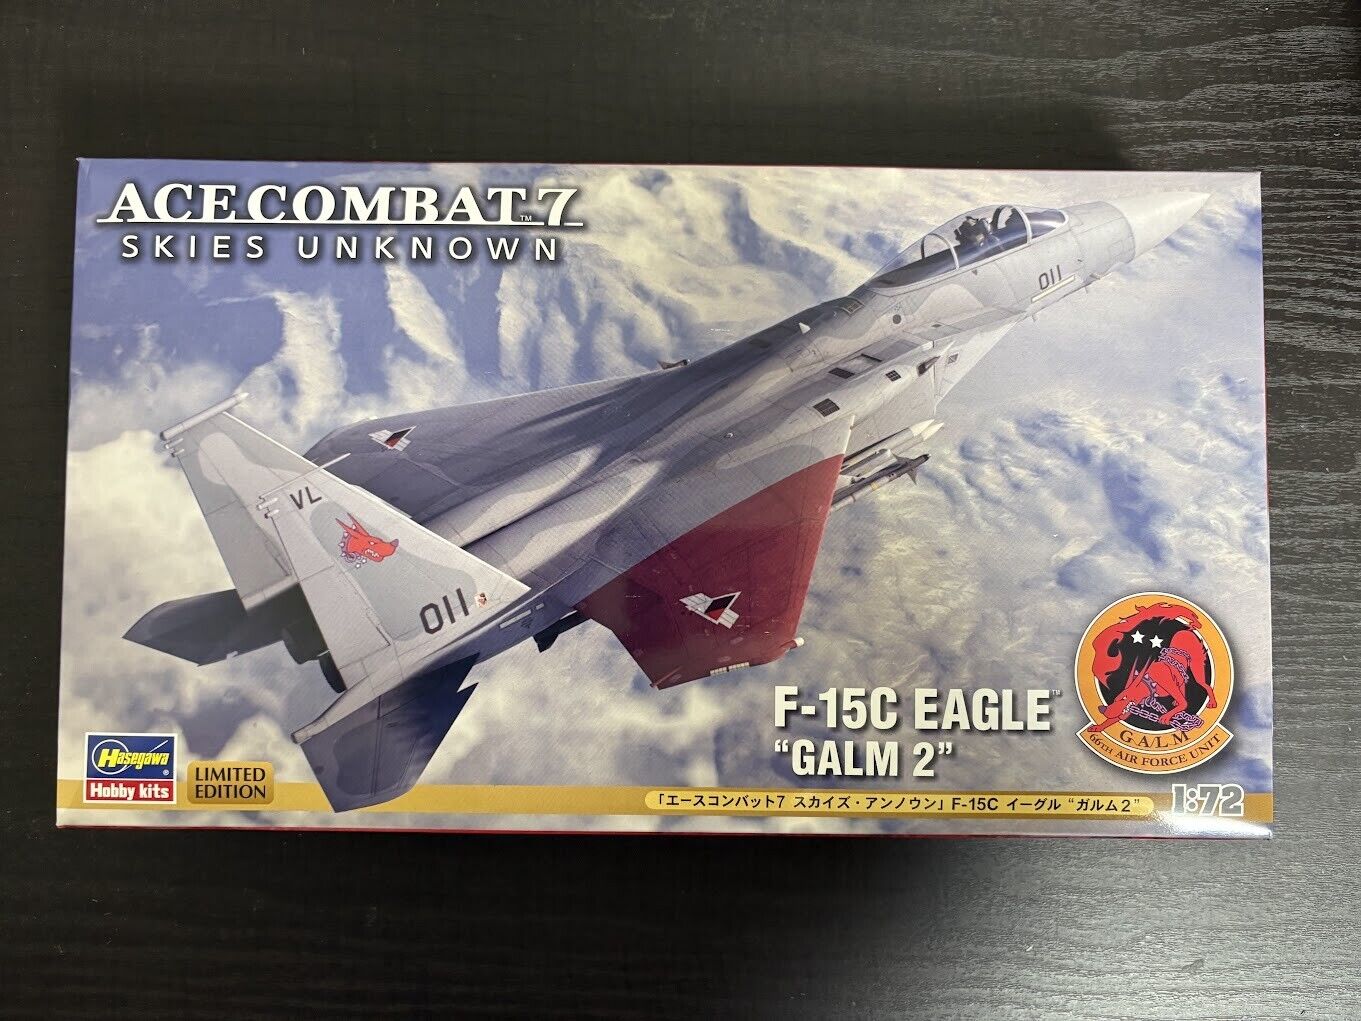 ACE COMBAT™ 7
SKIES UNKNOWN
011
VL
011
F-15C EAGLE™
"GALM 2"
GALM
66TH AIR FORCE UNIT
Hasegawa®
Hobby kits
LIMITED
EDITION
「エースコンバット7 スカイズ・アンノウン」 F-15C イーグル “ガルム2”
1:72